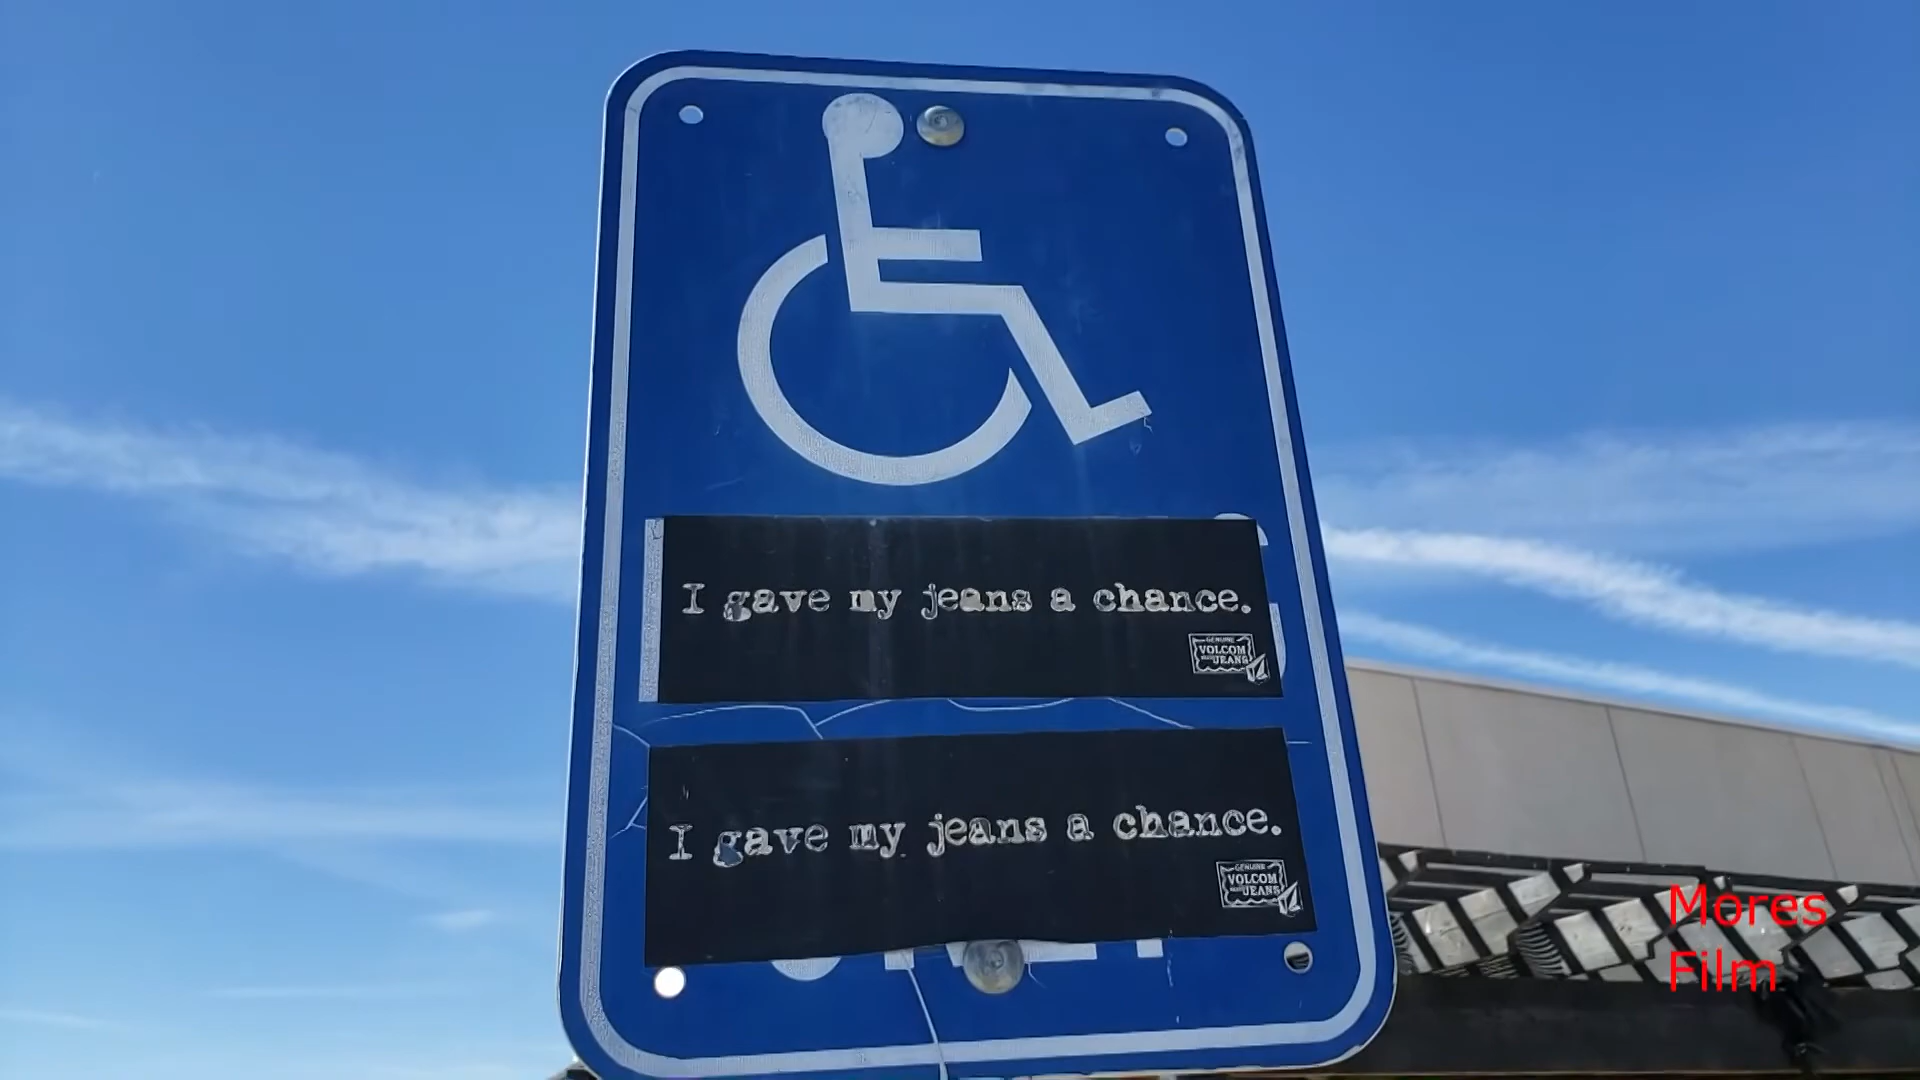 I gave my jeans a chance.
GENUINE
VOLCOM
JEANS
I gave my jeans a chance.
GENUINE
VOLCOM
JEANS
Mores
Film